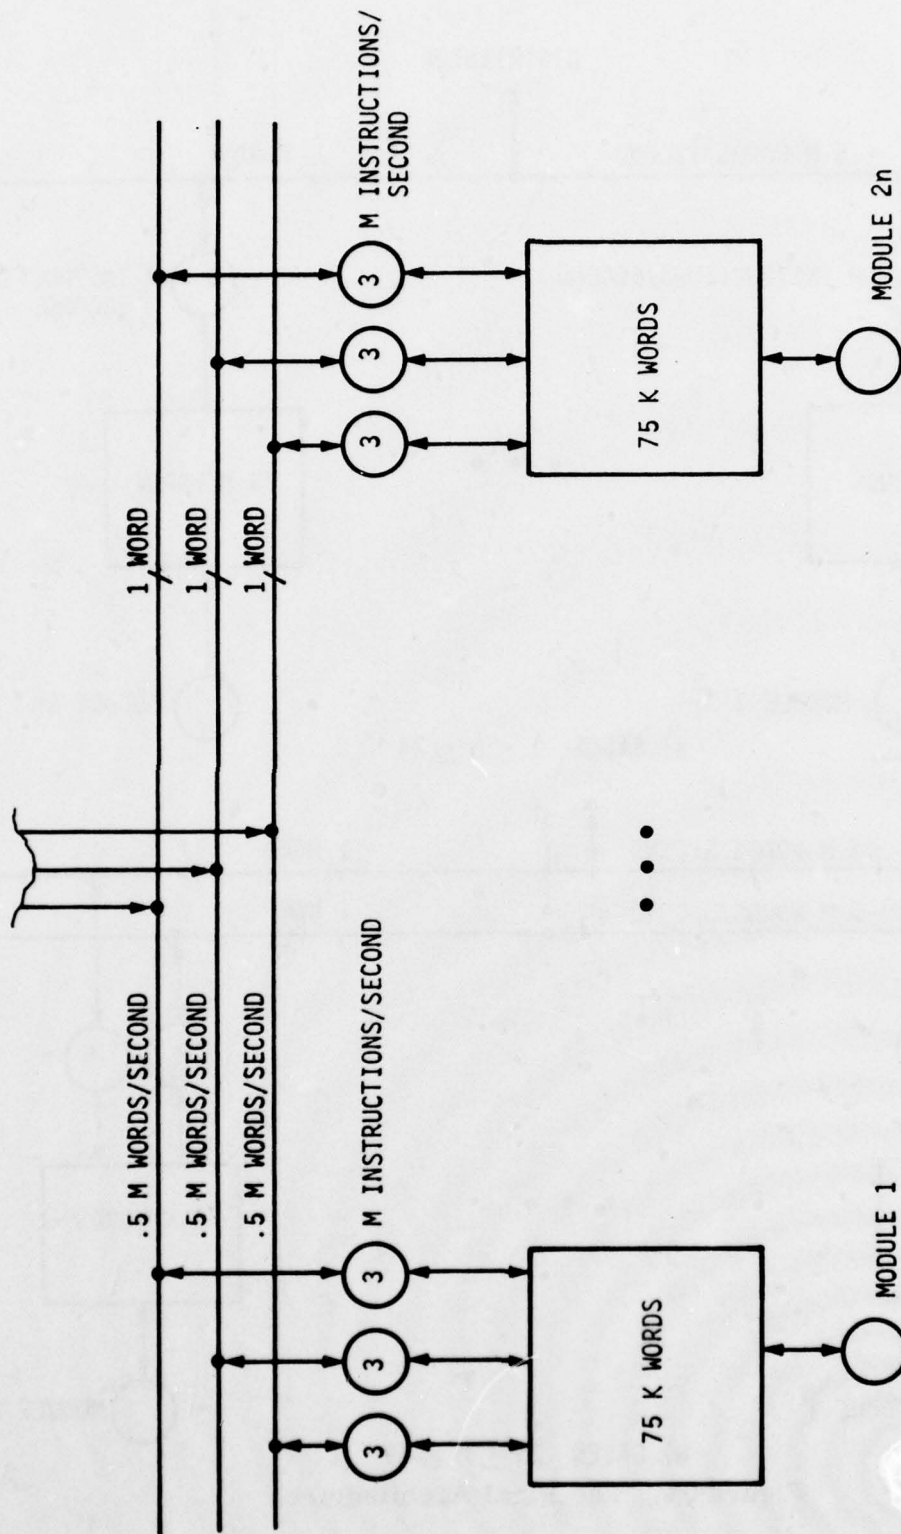 .5 M WORDS/SECOND
.5 M WORDS/SECOND
.5 M WORDS/SECOND
1 WORD
1 WORD
1 WORD
3
3
3
M INSTRUCTIONS/SECOND
3
3
3
M INSTRUCTIONS/
SECOND
75 K WORDS
75 K WORDS
MODULE 1
MODULE 2n